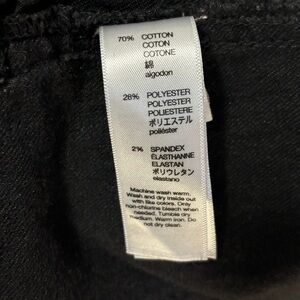 70% COTTON
COTON
COTONE
綿
algodon
28% POLYESTER
POLYESTER
POLIESTERE
ポリエステル
poliéster
2% SPANDEX
ÉLASTHANNE
ELASTAN
ポリウレタン
elastano
Machine wash warm.
Wash and dry inside out
with like colors. Only
non-chlorine bleach when
needed. Tumble dry
medium. Warm iron. Do
not dry clean.